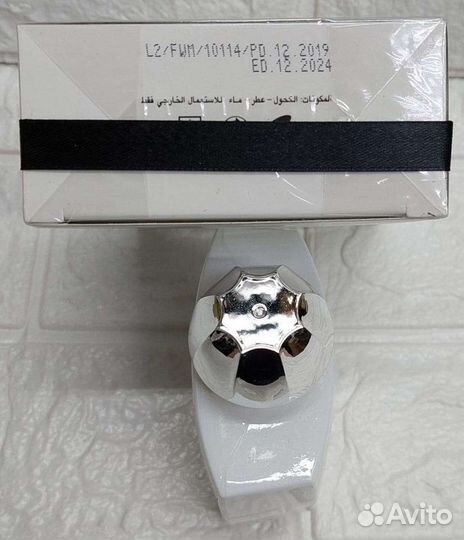 L2/FWM/10114/PD.12.2019
ED.12.2024
المكونات: الكحول-عطر، ماء للاستعمال الخارجي فقط
Avito